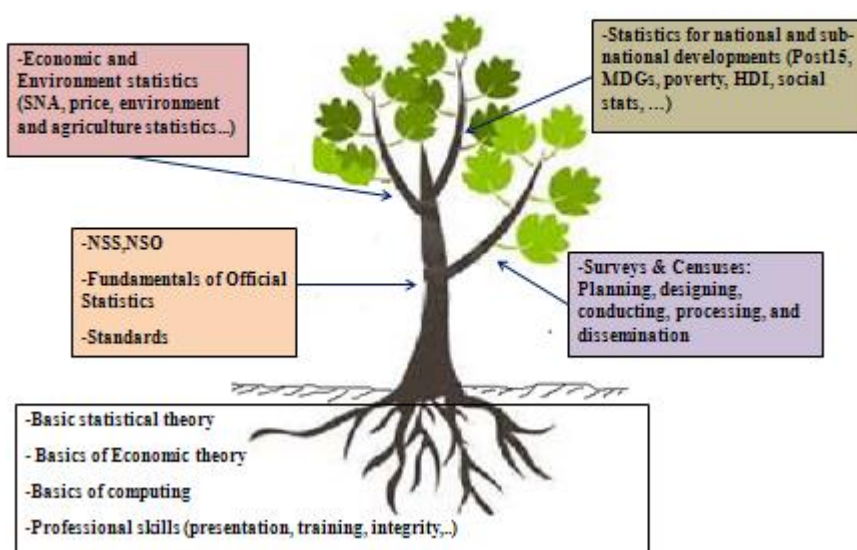 -Economic and
Environment statistics
(SNA, price, environment
and agriculture statistics...)
-Statistics for national and sub-
national developments (Post15,
MDGs, poverty, HDI, social
stats, ...)
-NSS,NSO
-Fundamentals of Official
Statistics
-Standards
-Surveys & Censuses:
Planning, designing,
conducting, processing, and
dissemination
-Basic statistical theory
- Basics of Economic theory
-Basics of computing
-Professional skills (presentation, training, integrity,..)